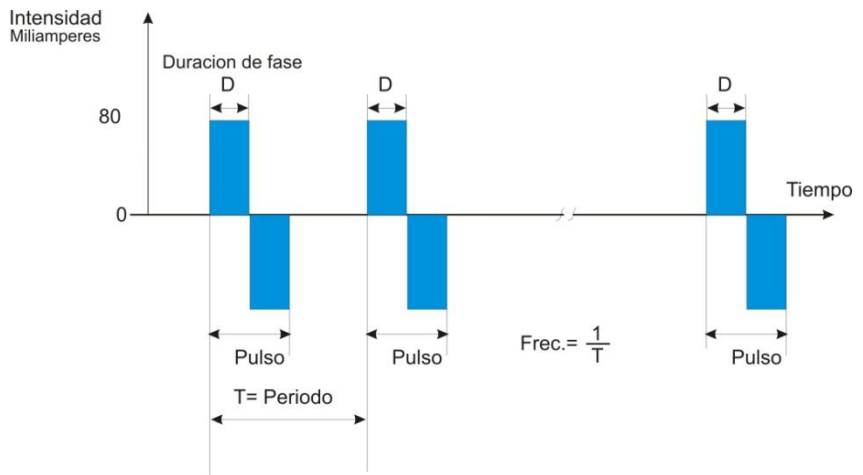 Intensidad
Miliamperes
Duracion de fase
D D D
80
Tiempo
0
Frec.= 1/T
Pulso Pulso Pulso
T= Periodo